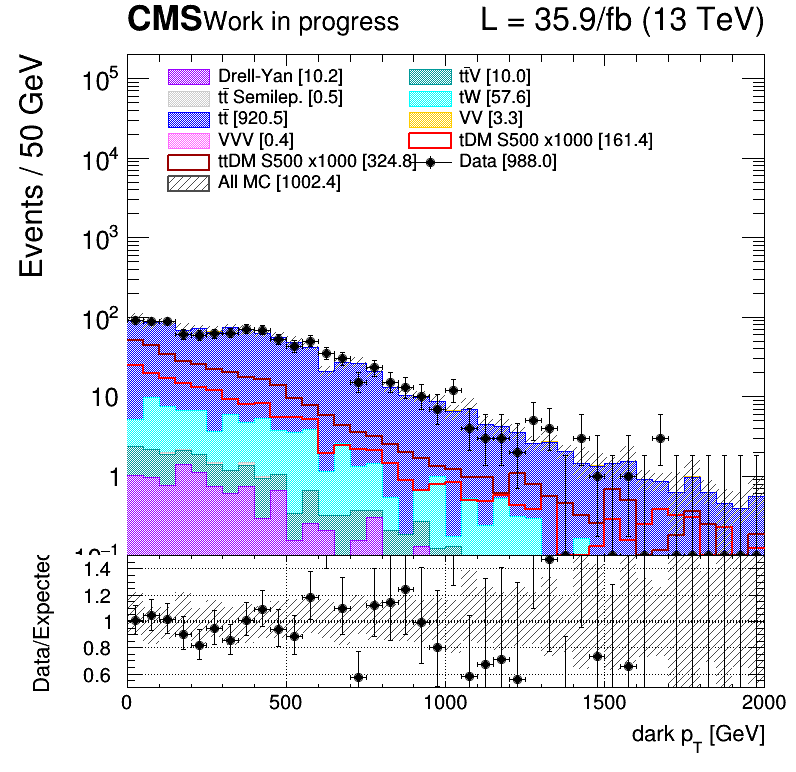 CMS Work in progress L = 35.9/fb (13 TeV)
Events / 50 GeV
10⁵
10⁴
10³
10²
10
1
10⁻¹
Drell-Yan [10.2] tt̄V [10.0]
tt̄ Semilep. [0.5] tW [57.6]
tt̄ [920.5] VV [3.3]
VVV [0.4] tDM S500 x1000 [161.4]
ttDM S500 x1000 [324.8] Data [988.0]
All MC [1002.4]
Data/Expected
1.4
1.2
1
0.8
0.6
0 500 1000 1500 2000
dark p_T [GeV]